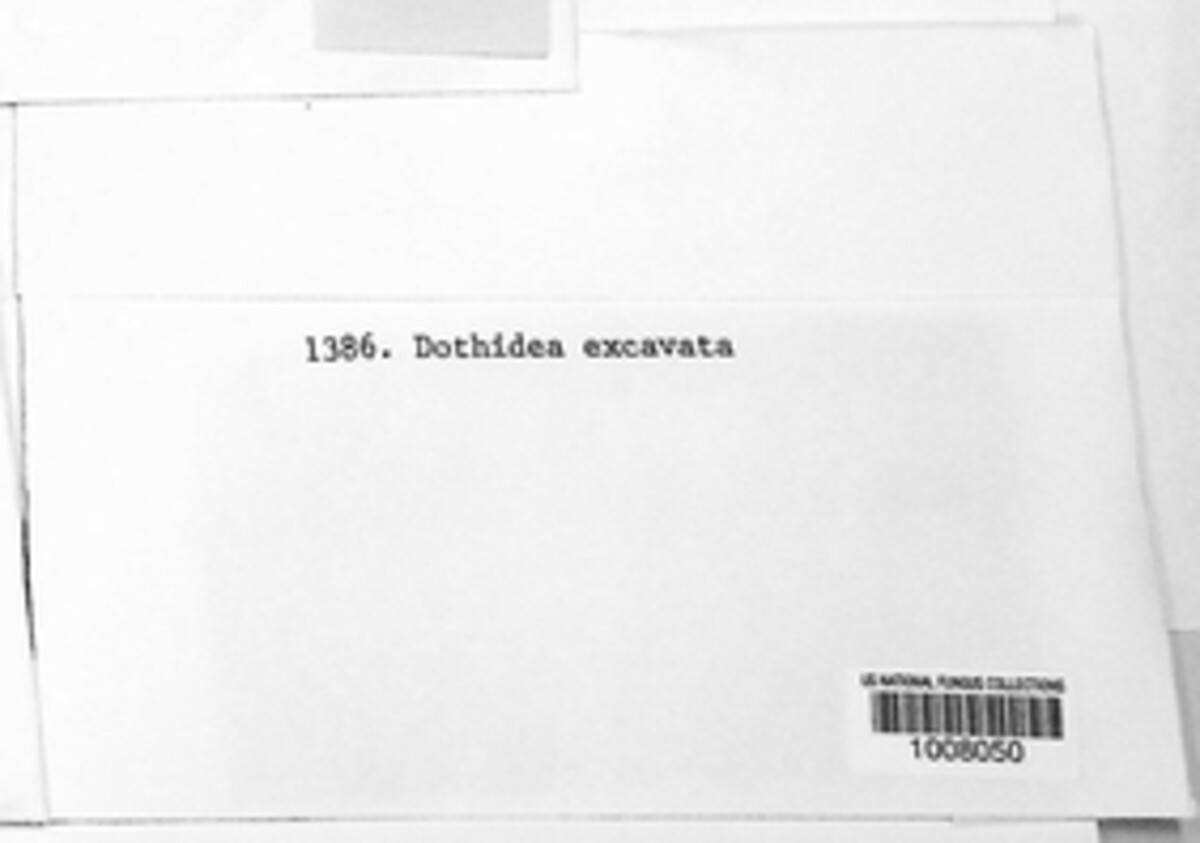 1386. Dothidea excavata
US NATIONAL FUNGUS COLLECTIONS
1008050